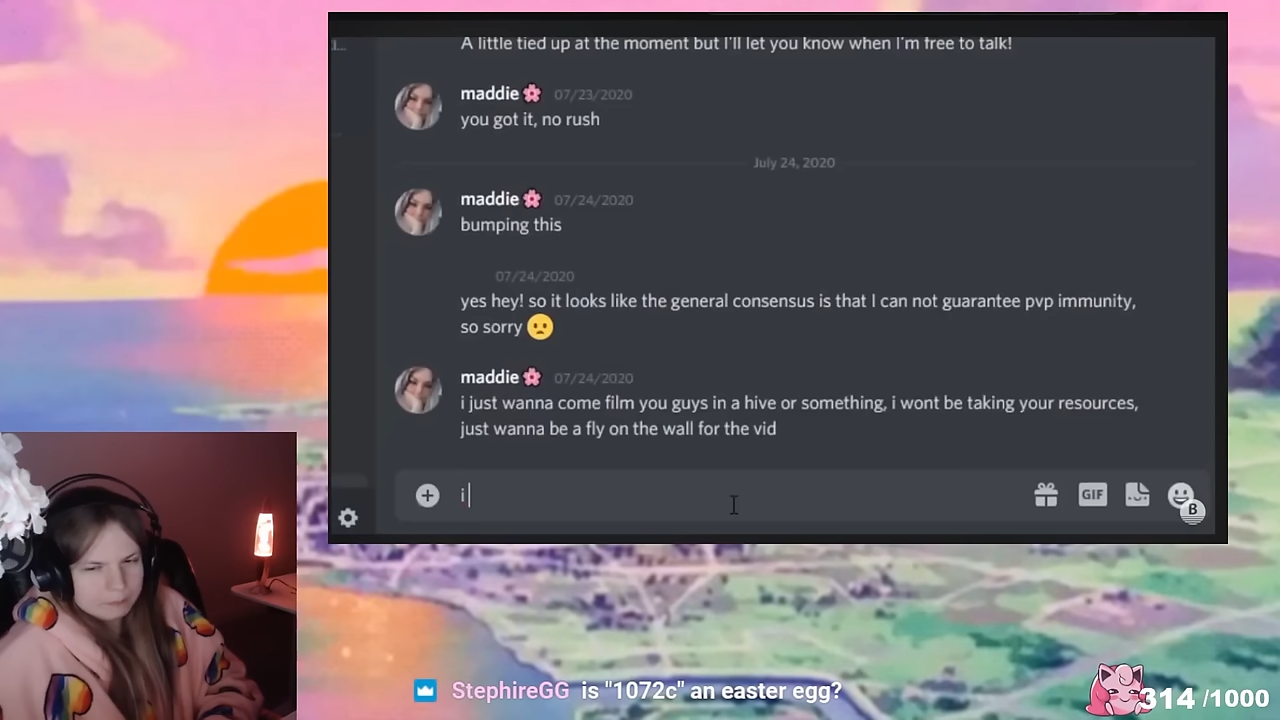 1...
A little tied up at the moment but I'll let you know when I'm free to talk!
maddie🌸 07/23/2020
you got it, no rush
July 24, 2020
maddie🌸 07/24/2020
bumping this
07/24/2020
yes hey! so it looks like the general consensus is that I can not guarantee pvp immunity,
so sorry 😦
maddie🌸 07/24/2020
i just wanna come film you guys in a hive or something, i wont be taking your resources,
just wanna be a fly on the wall for the vid
i
GIF
B
StephireGG is "1072c" an easter egg?
314 /1000